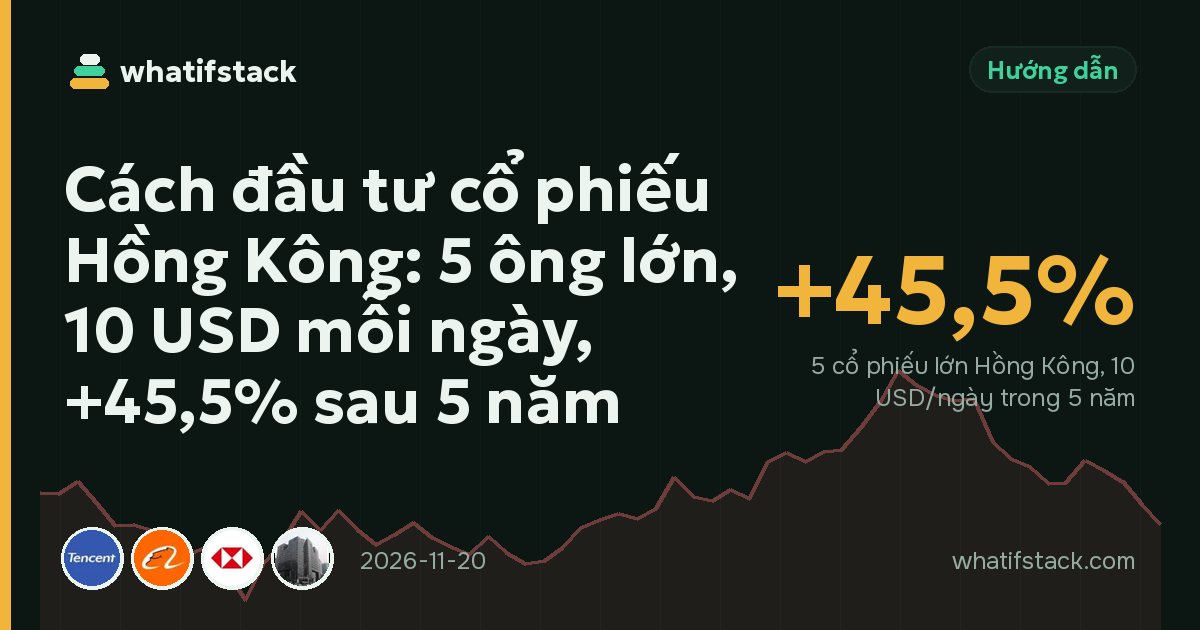 whatifstack
Hướng dẫn
Cách đầu tư cổ phiếu
Hồng Kông: 5 ông lớn,
10 USD mỗi ngày,
+45,5% sau 5 năm
+45,5%
5 cổ phiếu lớn Hồng Kông, 10
USD/ngày trong 5 năm
Tencent
2026-11-20
whatifstack.com